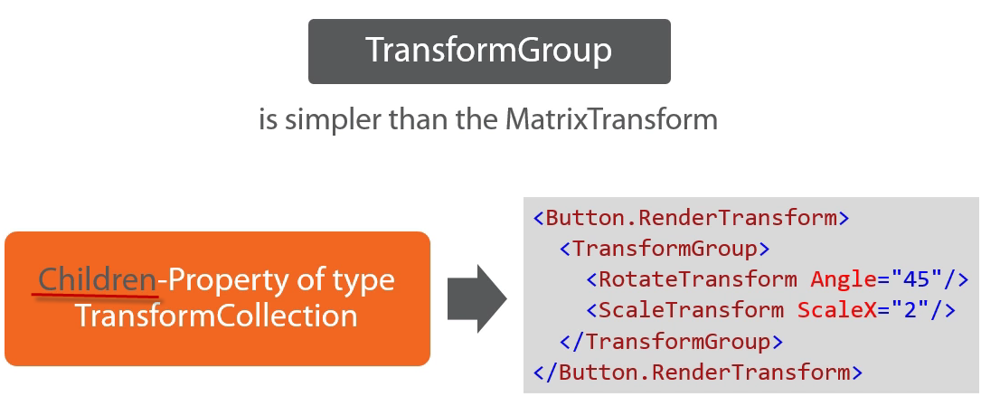 TransformGroup
is simpler than the MatrixTransform
Children-Property of type
TransformCollection
<Button.RenderTransform>
  <TransformGroup>
    <RotateTransform Angle="45"/>
    <ScaleTransform ScaleX="2"/>
  </TransformGroup>
</Button.RenderTransform>